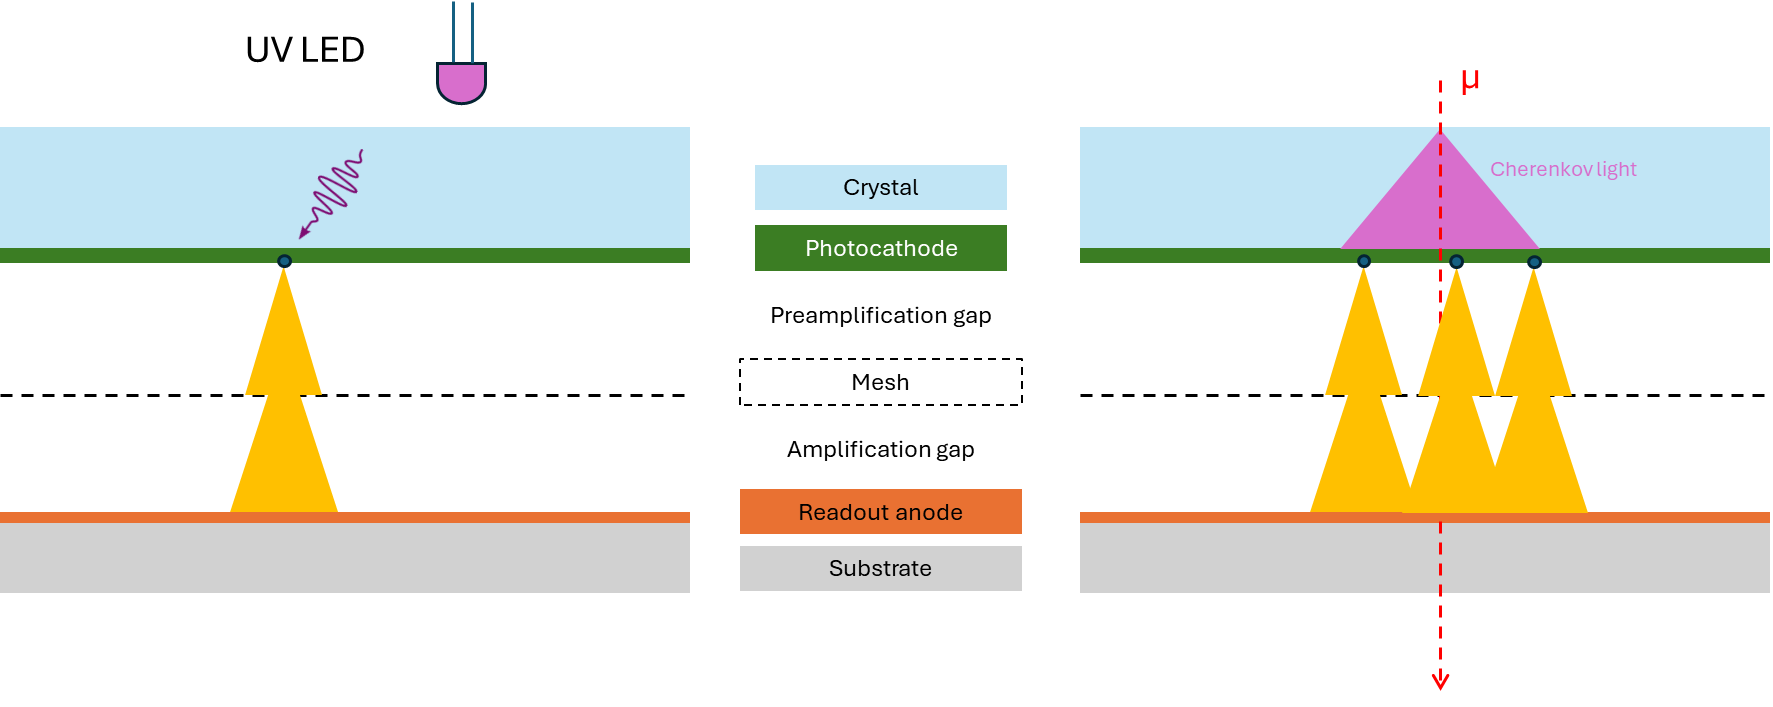 UV LED
μ
Cherenkov light
Crystal
Photocathode
Preamplification gap
Mesh
Amplification gap
Readout anode
Substrate